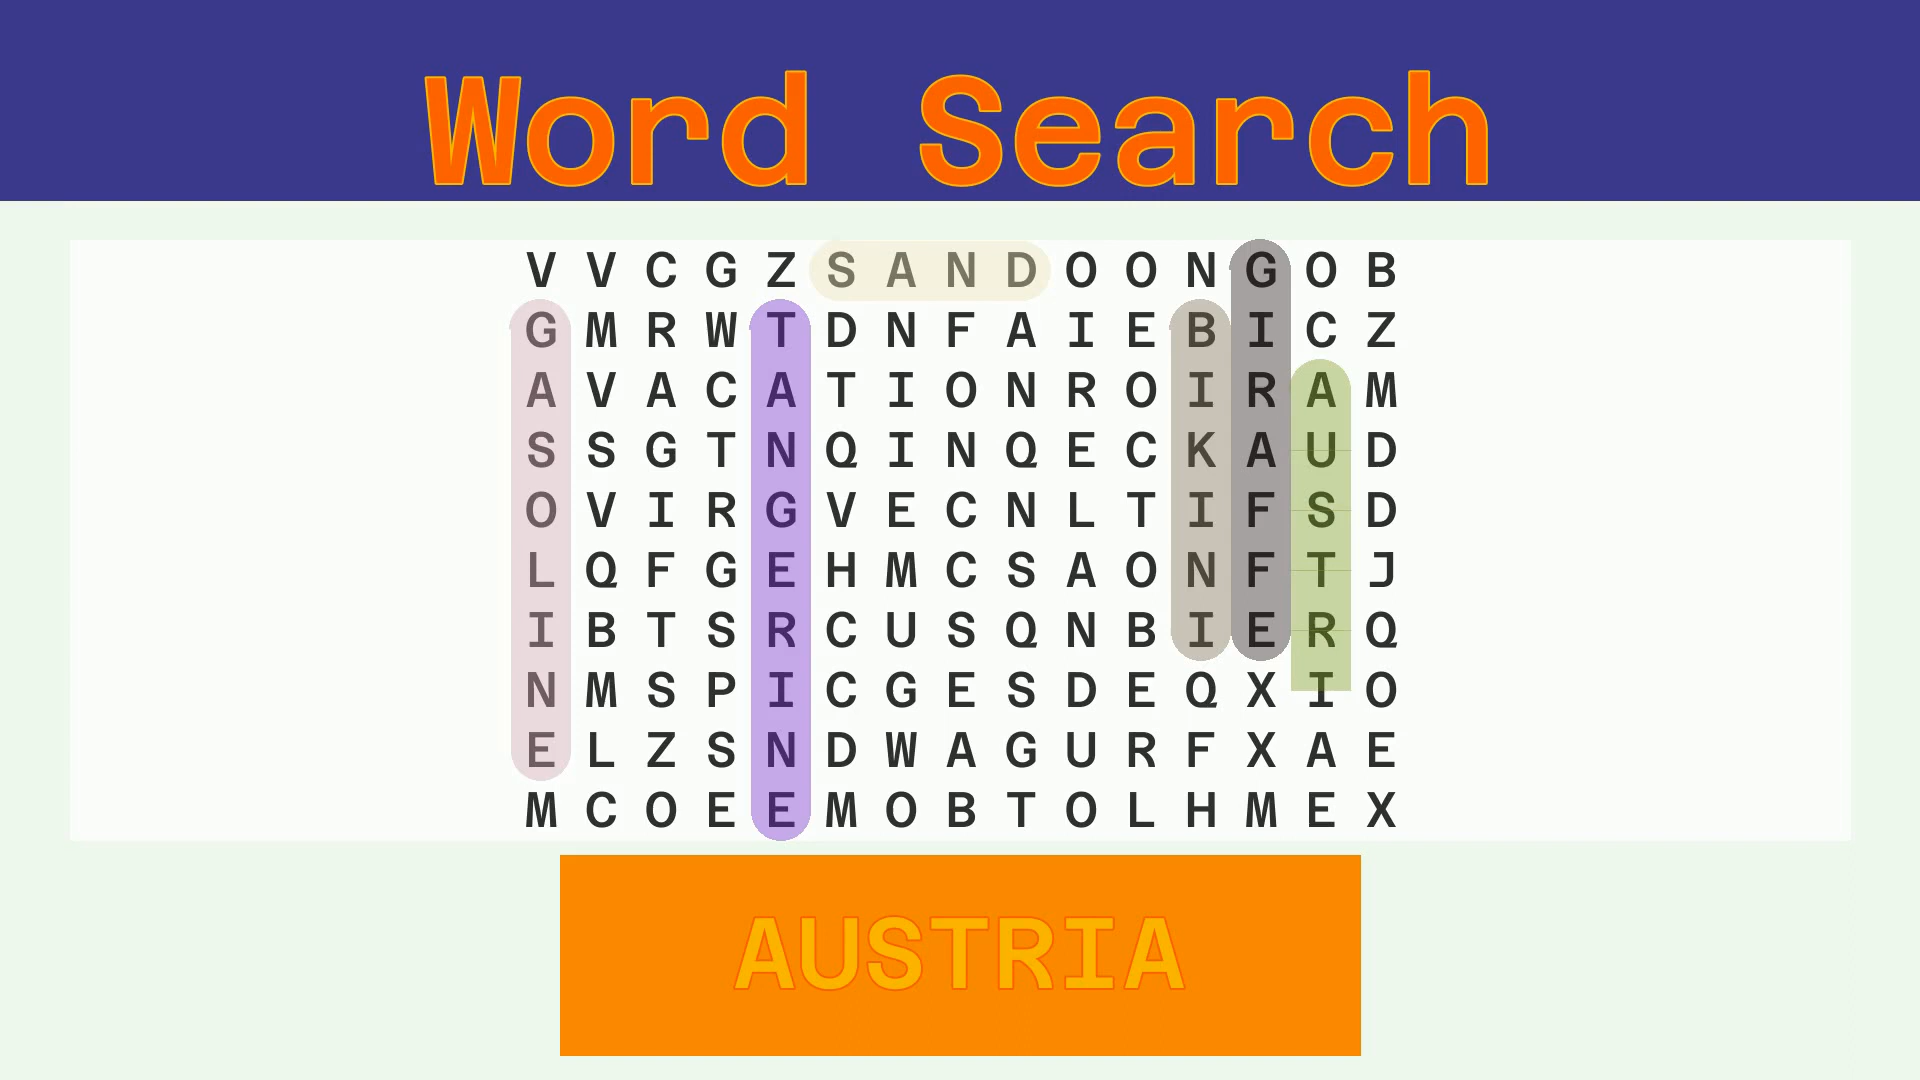 Word Search
V V C G Z S A N D O O N G O B
G M R W T D N F A I E B I C Z
A V A C A T I O N R O I R A M
S S G T N Q I N Q E C K A U D
O V I R G V E C N L T I F S D
L Q F G E H M C S A O N F T J
I B T S R C U S Q N B I E R Q
N M S P I C G E S D E Q X I O
E L Z S N D W A G U R F X A E
M C O E E M O B T O L H M E X
AUSTRIA